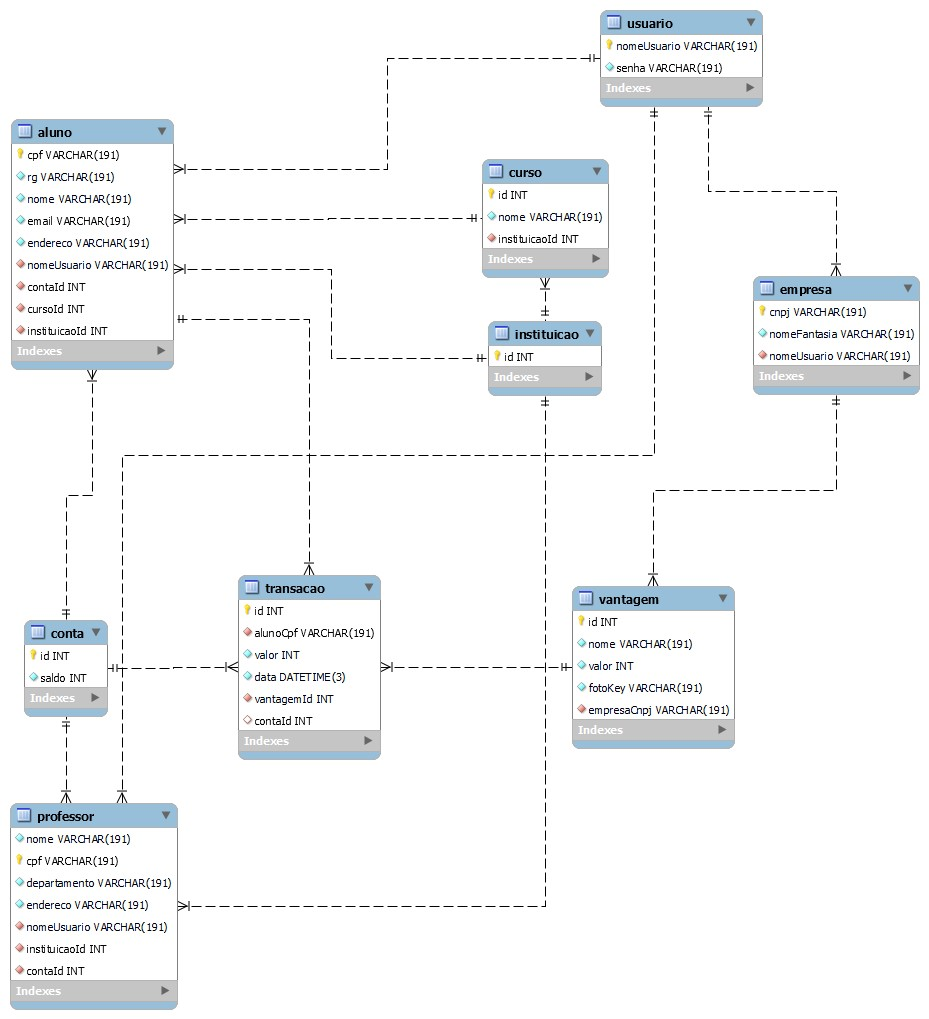 usuario
nomeUsuario VARCHAR(191)
senha VARCHAR(191)
Indexes
aluno
cpf VARCHAR(191)
rg VARCHAR(191)
nome VARCHAR(191)
email VARCHAR(191)
endereco VARCHAR(191)
nomeUsuario VARCHAR(191)
contaId INT
cursoId INT
instituicaoId INT
Indexes
curso
id INT
nome VARCHAR(191)
instituicaoId INT
Indexes
instituicao
id INT
Indexes
empresa
cnpj VARCHAR(191)
nomeFantasia VARCHAR(191)
nomeUsuario VARCHAR(191)
Indexes
transacao
id INT
alunoCpf VARCHAR(191)
valor INT
data DATETIME(3)
vantagemId INT
contaId INT
Indexes
vantagem
id INT
nome VARCHAR(191)
valor INT
fotoKey VARCHAR(191)
empresaCnpj VARCHAR(191)
Indexes
conta
id INT
saldo INT
Indexes
professor
nome VARCHAR(191)
cpf VARCHAR(191)
departamento VARCHAR(191)
endereco VARCHAR(191)
nomeUsuario VARCHAR(191)
instituicaoId INT
contaId INT
Indexes